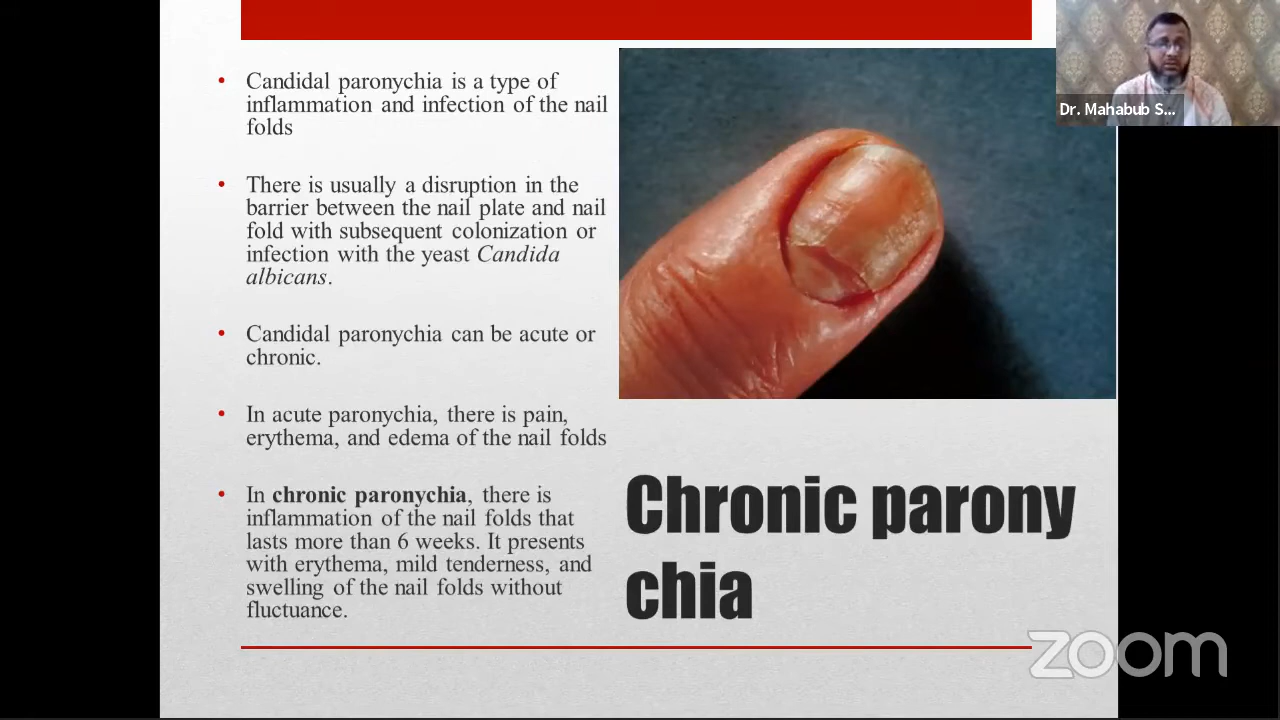 • Candidal paronychia is a type of
inflammation and infection of the nail
folds
• There is usually a disruption in the
barrier between the nail plate and nail
fold with subsequent colonization or
infection with the yeast Candida
albicans.
• Candidal paronychia can be acute or
chronic.
• In acute paronychia, there is pain,
erythema, and edema of the nail folds
• In chronic paronychia, there is
inflammation of the nail folds that
lasts more than 6 weeks. It presents
with erythema, mild tenderness, and
swelling of the nail folds without
fluctuance.
Dr. Mahabub S...
Chronic parony
chia
zoom